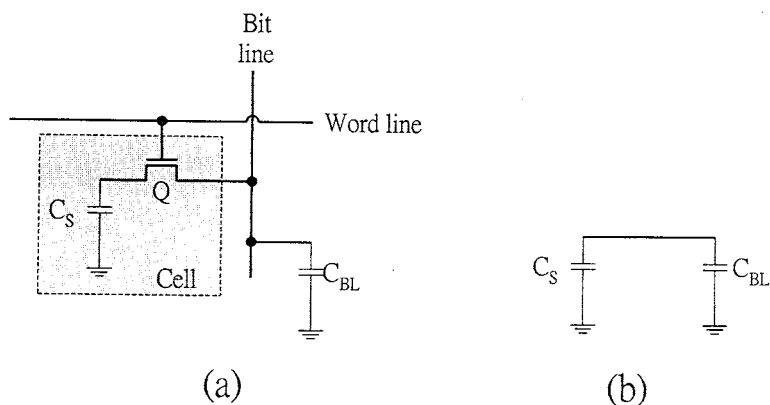 Bit
line
Word line
Q
C_S
Cell
C_BL
C_S
C_BL
(a)
(b)